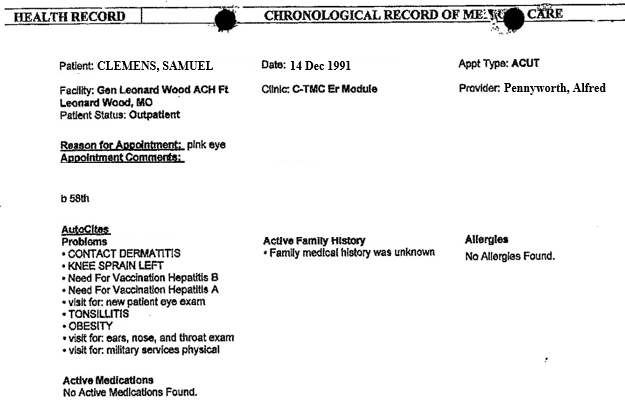 HEALTH RECORD
CHRONOLOGICAL RECORD OF CARE
Patient: CLEMENS, SAMUEL
Date: 14 Dec 1991
Appt Type: ACUT
Facility: Gen Leonard Wood ACH Ft
Leonard Wood, MO
Clinic: C-TMC Er Module
Provider: Pennyworth, Alfred
Patient Status: Outpatient
Reason for Appointment: pink eye
Appointment Comments:
b 58th
AutoCites
Problems
• CONTACT DERMATITIS
• KNEE SPRAIN LEFT
• Need For Vaccination Hepatitis B
• Need For Vaccination Hepatitis A
• visit for: new patient eye exam
• TONSILLITIS
• OBESITY
• visit for: ears, nose, and throat exam
• visit for: military services physical
Active Family History
• Family medical history was unknown
Allergies
No Allergies Found.
Active Medications
No Active Medications Found.